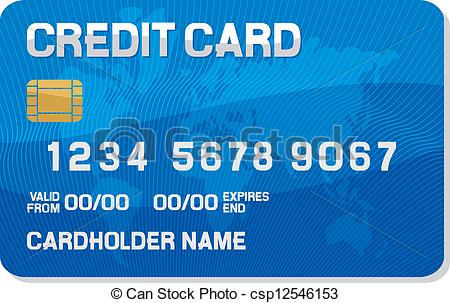 CREDIT CARD
1234 5678 9067
VALID FROM 00/00 00/00 EXPIRES END
CARDHOLDER NAME
© Can Stock Photo - csp12546153